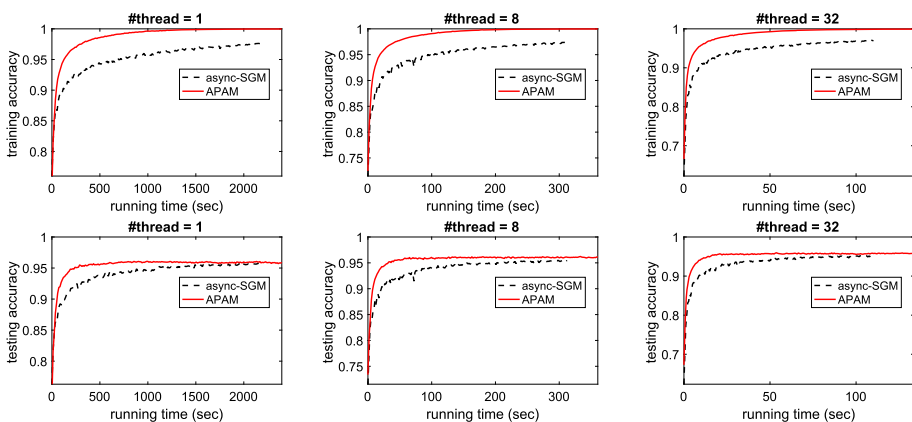 #thread = 1
1
0.95
0.9
0.85
0.8
training accuracy
async-SGM
APAM
0
500
1000
1500
2000
running time (sec)
#thread = 8
1
0.95
0.9
0.85
0.8
0.75
training accuracy
async-SGM
APAM
0
100
200
300
running time (sec)
#thread = 32
1
0.9
0.8
0.7
training accuracy
async-SGM
APAM
0
50
100
running time (sec)
#thread = 1
1
0.95
0.9
0.85
0.8
testing accuracy
async-SGM
APAM
0
500
1000
1500
2000
running time (sec)
#thread = 8
1
0.95
0.9
0.85
0.8
0.75
testing accuracy
async-SGM
APAM
0
100
200
300
running time (sec)
#thread = 32
1
0.9
0.8
0.7
testing accuracy
async-SGM
APAM
0
50
100
running time (sec)